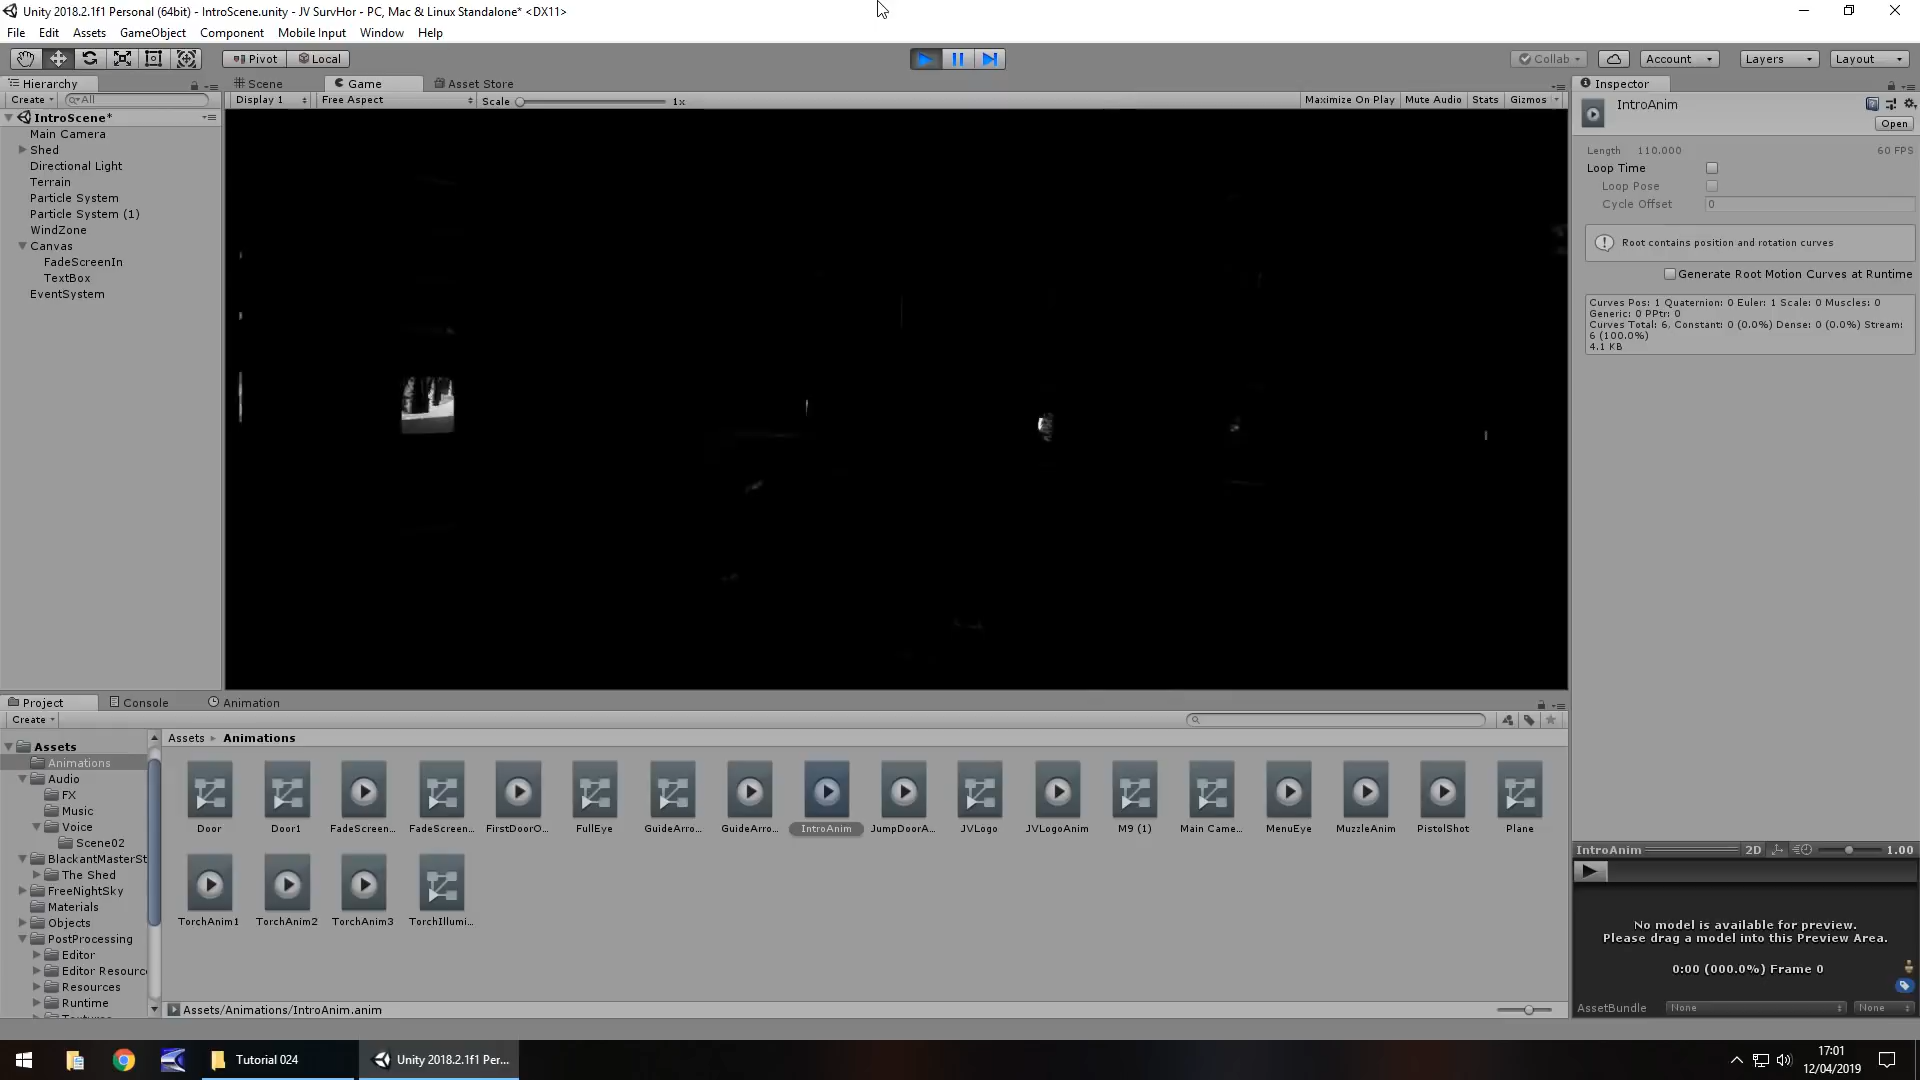 Unity 2018.2.1f1 Personal (64bit) - IntroScene.unity - JV SurvHor - PC, Mac & Linux Standalone* <DX11>
File Edit Assets GameObject Component Mobile Input Window Help
Pivot Local Collab Account Layers Layout
Hierarchy Scene Game Asset Store Inspector
Create All Display 1 Free Aspect Scale 1x Maximize On Play Mute Audio Stats Gizmos
IntroScene*
Main Camera
Shed
Directional Light
Terrain
Particle System
Particle System (1)
WindZone
Canvas
FadeScreenIn
TextBox
EventSystem
IntroAnim
Open
Length 110.000 60 FPS
Loop Time
Loop Pose
Cycle Offset 0
Root contains position and rotation curves
Generate Root Motion Curves at Runtime
Curves Pos: 1 Quaternion: 0 Euler: 1 Scale: 0 Muscles: 0
Generic: 0 PPtr: 0
Curves Total: 6, Constant: 0 (0.0%) Dense: 0 (0.0%) Stream:
6 (100.0%)
4.1 KB
Project Console Animation
Create
Assets
Animations
Audio
FX
Music
Voice
Scene02
BlackantMasterSt
The Shed
FreeNightSky
Materials
Objects
PostProcessing
Editor
Editor Resource
Resources
Runtime
Assets Animations
Door Door1 FadeScreen... FadeScreen... FirstDoorO... FullEye GuideArro... GuideArro... IntroAnim JumpDoorA... JVLogo JVLogoAnim M9 (1) Main Came... MenuEye MuzzleAnim PistolShot Plane
TorchAnim1 TorchAnim2 TorchAnim3 TorchIllumi...
Assets/Animations/IntroAnim.anim
IntroAnim 2D 1.00
No model is available for preview.
Please drag a model into this Preview Area.
0:00 (000.0%) Frame 0
AssetBundle None None
Tutorial 024 Unity 2018.2.1f1 Per...
17:01
12/04/2019